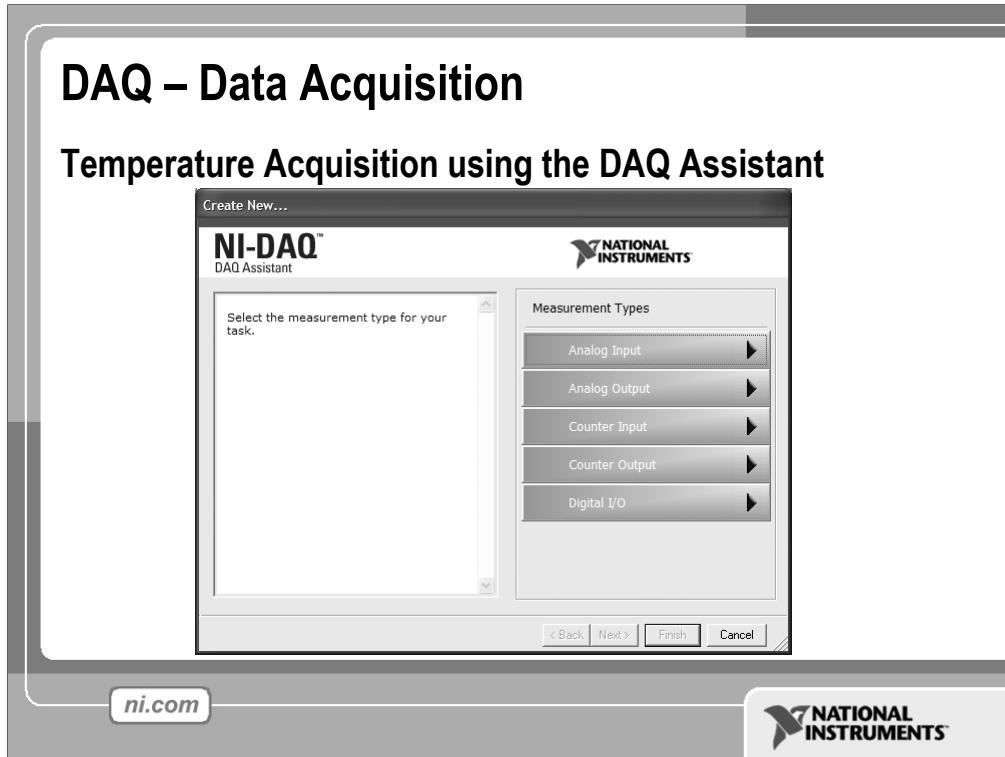 DAQ – Data Acquisition
Temperature Acquisition using the DAQ Assistant
Create New...
NI-DAQ™
DAQ Assistant
NATIONAL
INSTRUMENTS
Select the measurement type for your
task.
Measurement Types
Analog Input
Analog Output
Counter Input
Counter Output
Digital I/O
< Back
Next >
Finish
Cancel
ni.com
NATIONAL
INSTRUMENTS